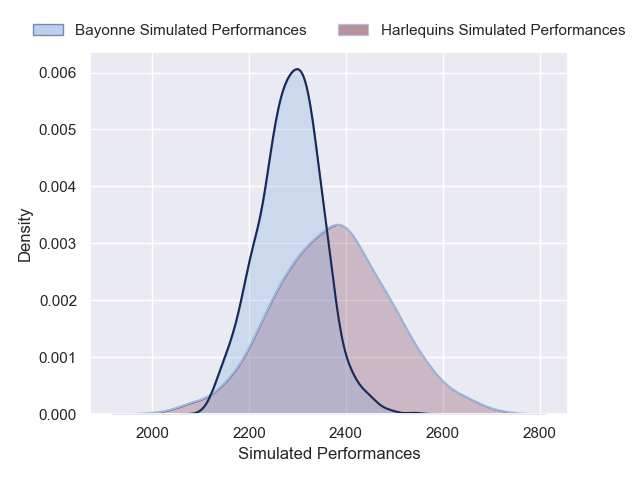 Bayonne Simulated Performances
Harlequins Simulated Performances
0.006
0.005
0.004
0.003
0.002
0.001
0.000
Density
2000 2200 2400 2600 2800
Simulated Performances